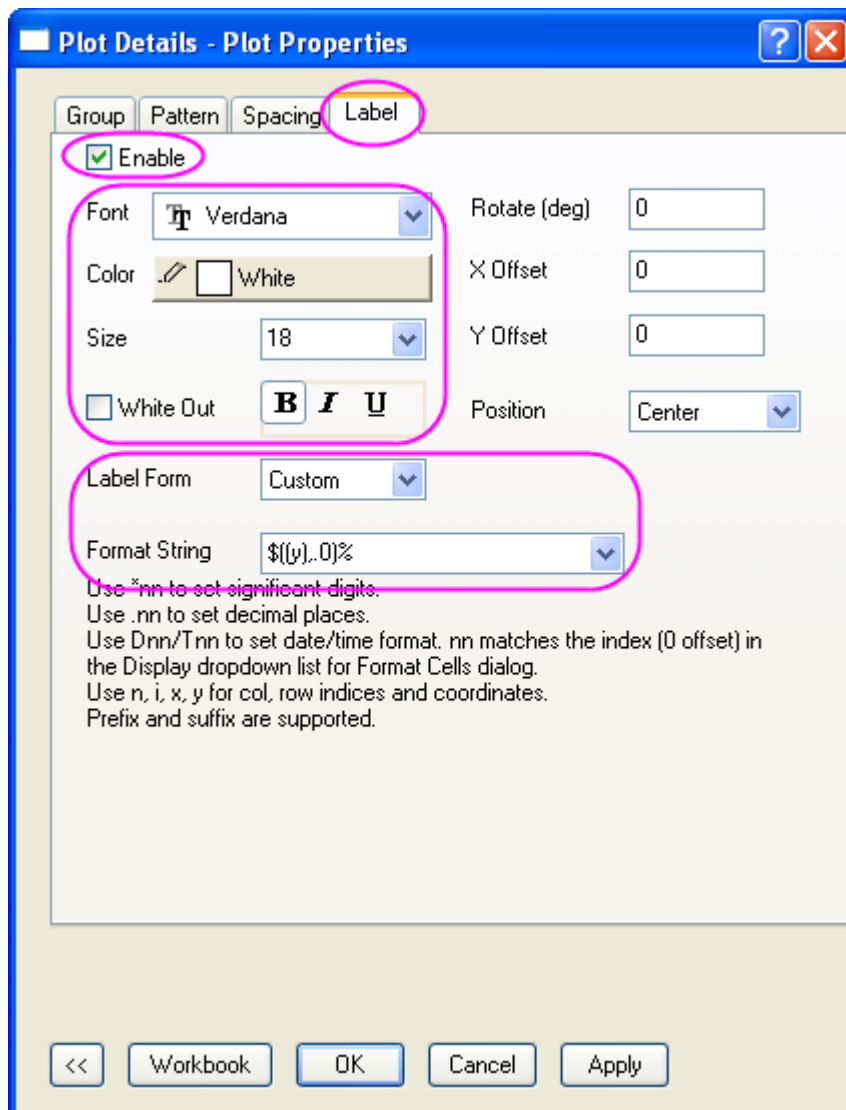 Plot Details - Plot Properties
Group Pattern Spacing Label
Enable
Font Verdana Rotate (deg) 0
Color White X Offset 0
Size 18 Y Offset 0
White Out B I U Position Center
Label Form Custom
Format String $((y),.0)%
Use *nn to set significant digits.
Use .nn to set decimal places.
Use Dnn/Tnn to set date/time format. nn matches the index (0 offset) in
the Display dropdown list for Format Cells dialog.
Use n, i, x, y for col, row indices and coordinates.
Prefix and suffix are supported.
<< Workbook OK Cancel Apply